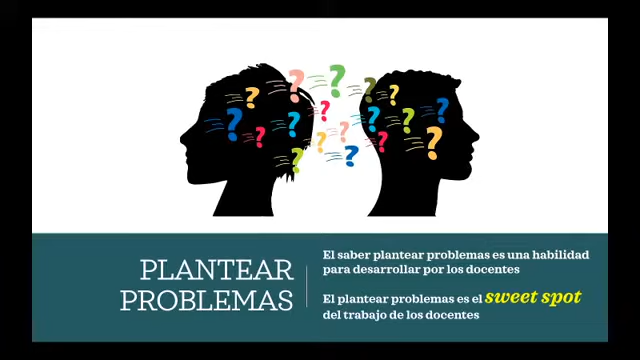 PLANTEAR
PROBLEMAS
El saber plantear problemas es una habilidad
para desarrollar por los docentes
El plantear problemas es el sweet spot
del trabajo de los docentes